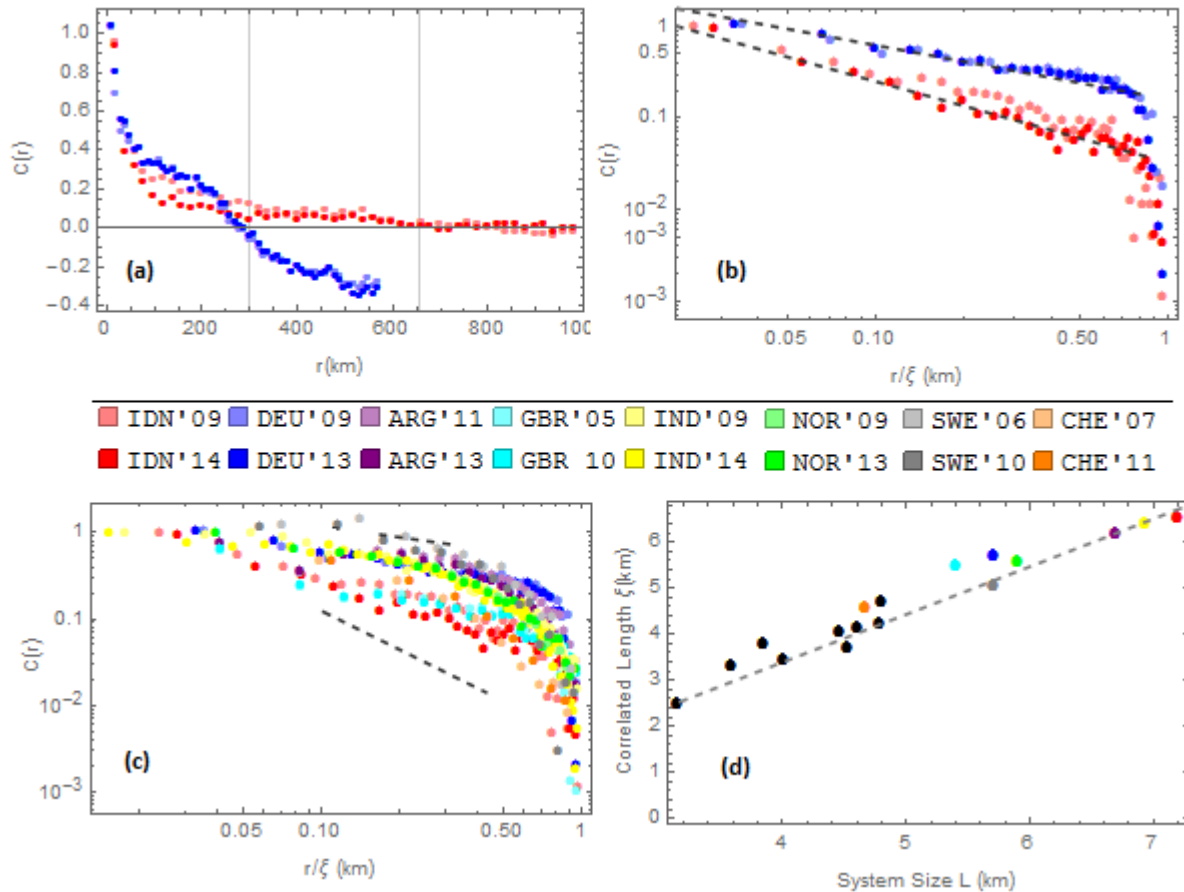 1.0
0.8
0.6
0.4
0.2
0.0
−0.2
−0.4
C(r)
(a)
0 200 400 600 800 100
r(km)
1
0.5
0.1
10⁻²
10⁻³
10⁻³
C(r)
(b)
0.05 0.10 0.50 1
r/ξ (km)
IDN'09 DEU'09 ARG'11 GBR'05 IND'09 NOR'09 SWE'06 CHE'07
IDN'14 DEU'13 ARG'13 GBR 10 IND'14 NOR'13 SWE'10 CHE'11
1
0.1
10⁻²
10⁻³
C(r)
(c)
0.05 0.10 0.50 1
r/ξ (km)
6
5
4
3
2
1
0
Correlated Length ξ(km)
(d)
4 5 6 7
System Size L (km)